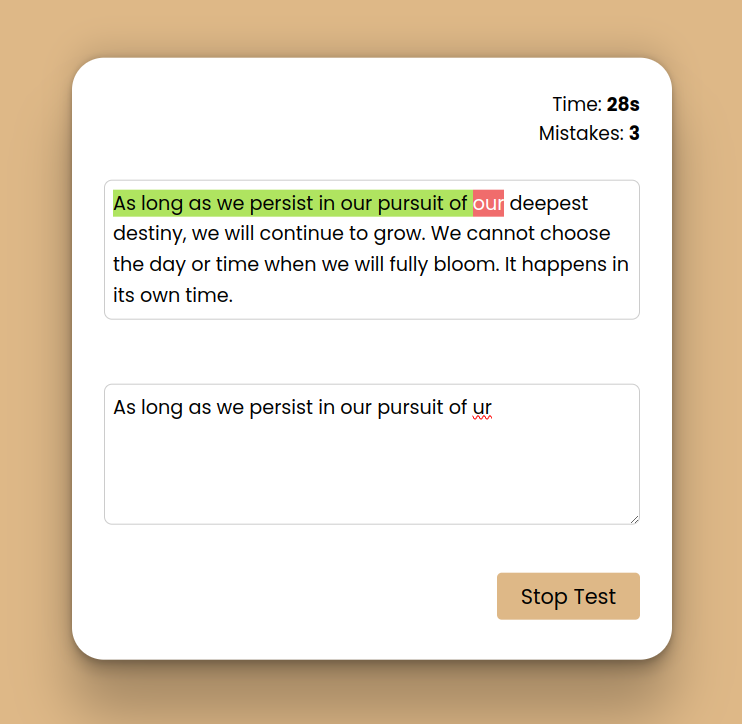 Time: 28s
Mistakes: 3
As long as we persist in our pursuit of our deepest
destiny, we will continue to grow. We cannot choose
the day or time when we will fully bloom. It happens in
its own time.
As long as we persist in our pursuit of ur
Stop Test